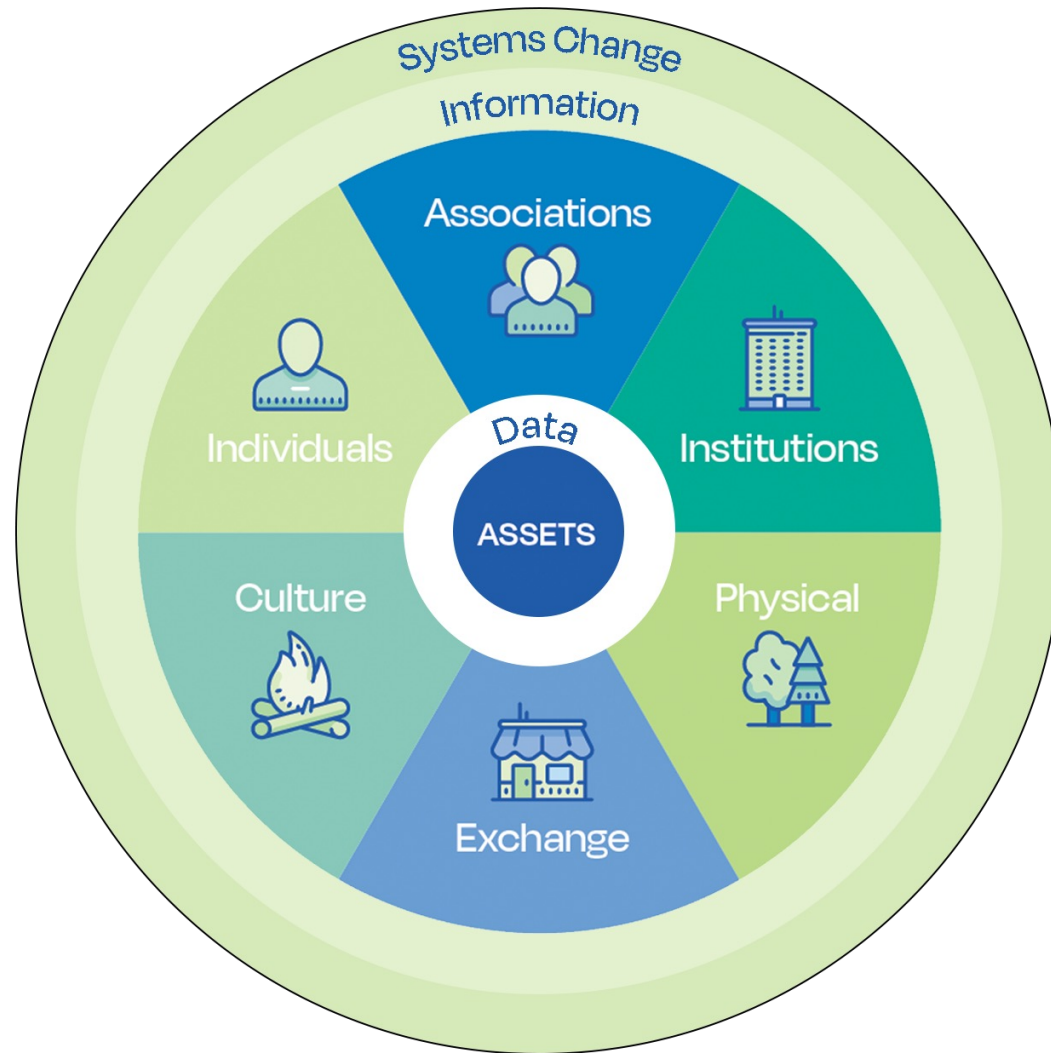 Systems Change
Information
Associations
Individuals
Institutions
Data
ASSETS
Culture
Physical
Exchange